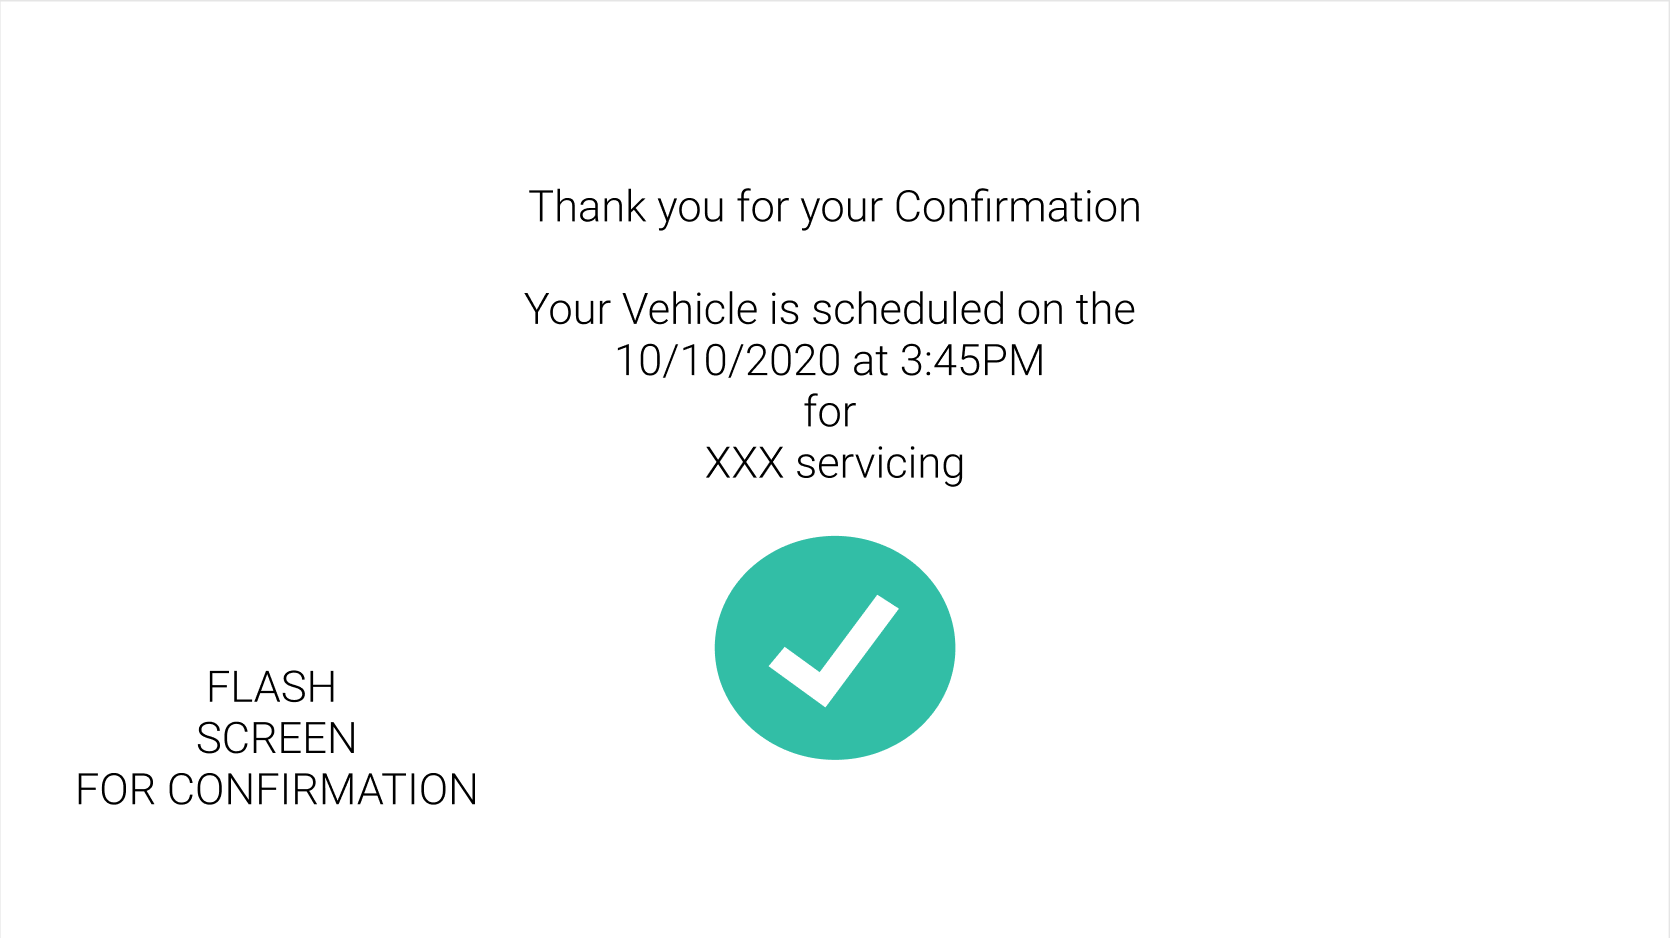 Thank you for your Confirmation
Your Vehicle is scheduled on the
10/10/2020 at 3:45PM
for
XXX servicing
FLASH
SCREEN
FOR CONFIRMATION